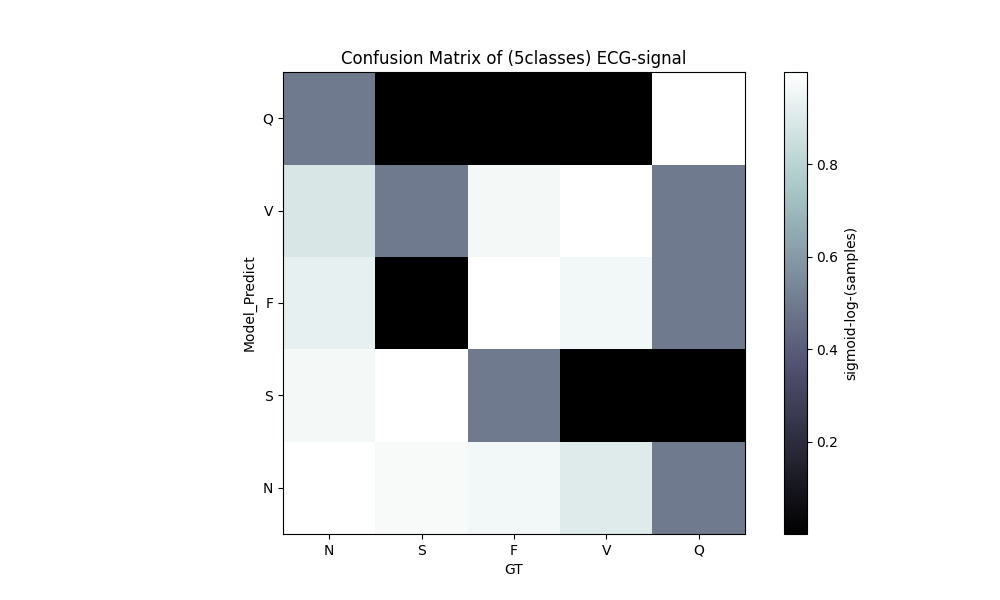 Confusion Matrix of (5classes) ECG-signal
Model_Predict
Q
V
F
S
N
N S F V Q
GT
0.8
0.6
0.4
0.2
sigmoid-log-(samples)